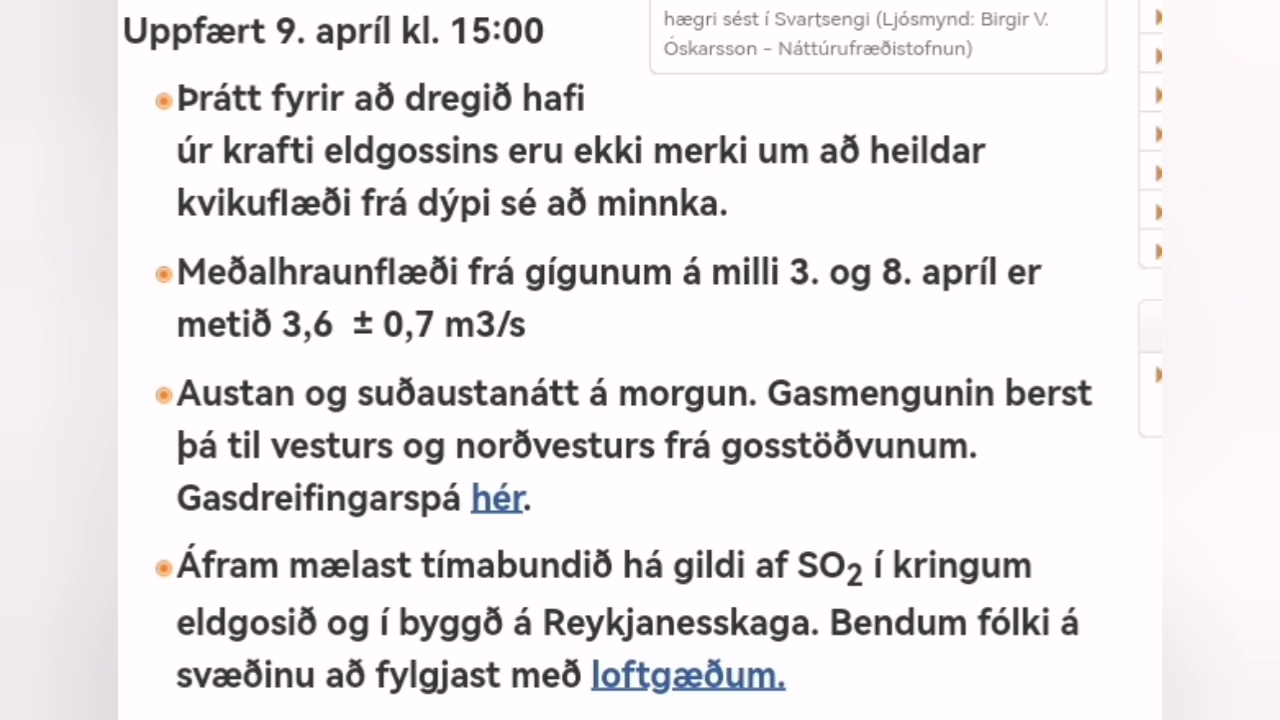 Uppfært 9. apríl kl. 15:00
hægri sést í Svartsengi (Ljósmynd: Birgir V.
Óskarsson - Náttúrufræðistofnun)
Þrátt fyrir að dregið hafi
úr krafti eldgossins eru ekki merki um að heildar
kvikuflæði frá dýpi sé að minnka.
Meðalhraunflæði frá gígunum á milli 3. og 8. apríl er
metið 3,6 ± 0,7 m3/s
Austan og suðaustanátt á morgun. Gasmengunin berst
þá til vesturs og norðvesturs frá gosstöðvunum.
Gasdreifingarspá hér.
Áfram mælast tímabundið há gildi af SO₂ í kringum
eldgosið og í byggð á Reykjanesskaga. Bendum fólki á
svæðinu að fylgjast með loftgæðum.